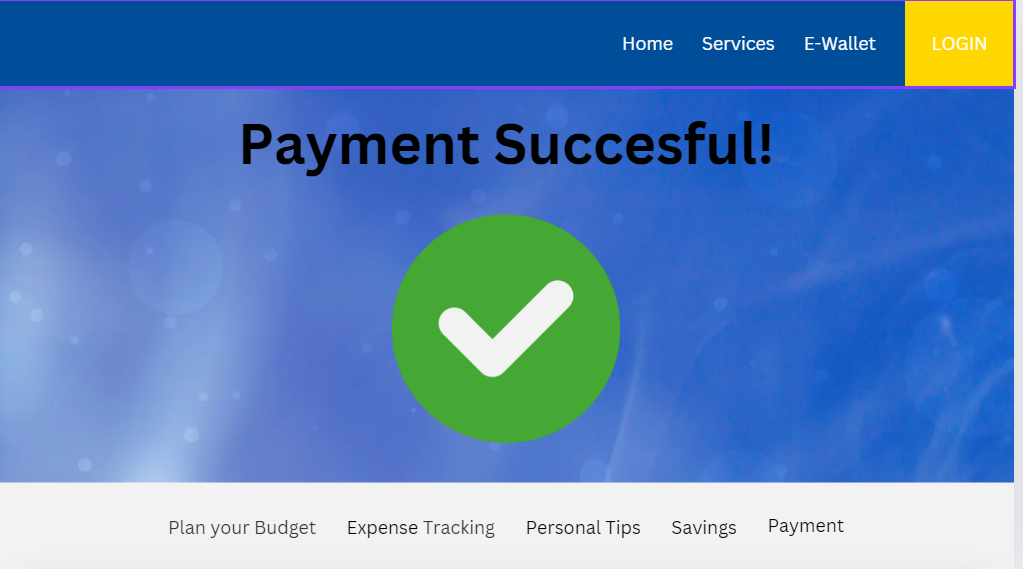 Home Services E-Wallet LOGIN
Payment Succesful!
Plan your Budget Expense Tracking Personal Tips Savings Payment